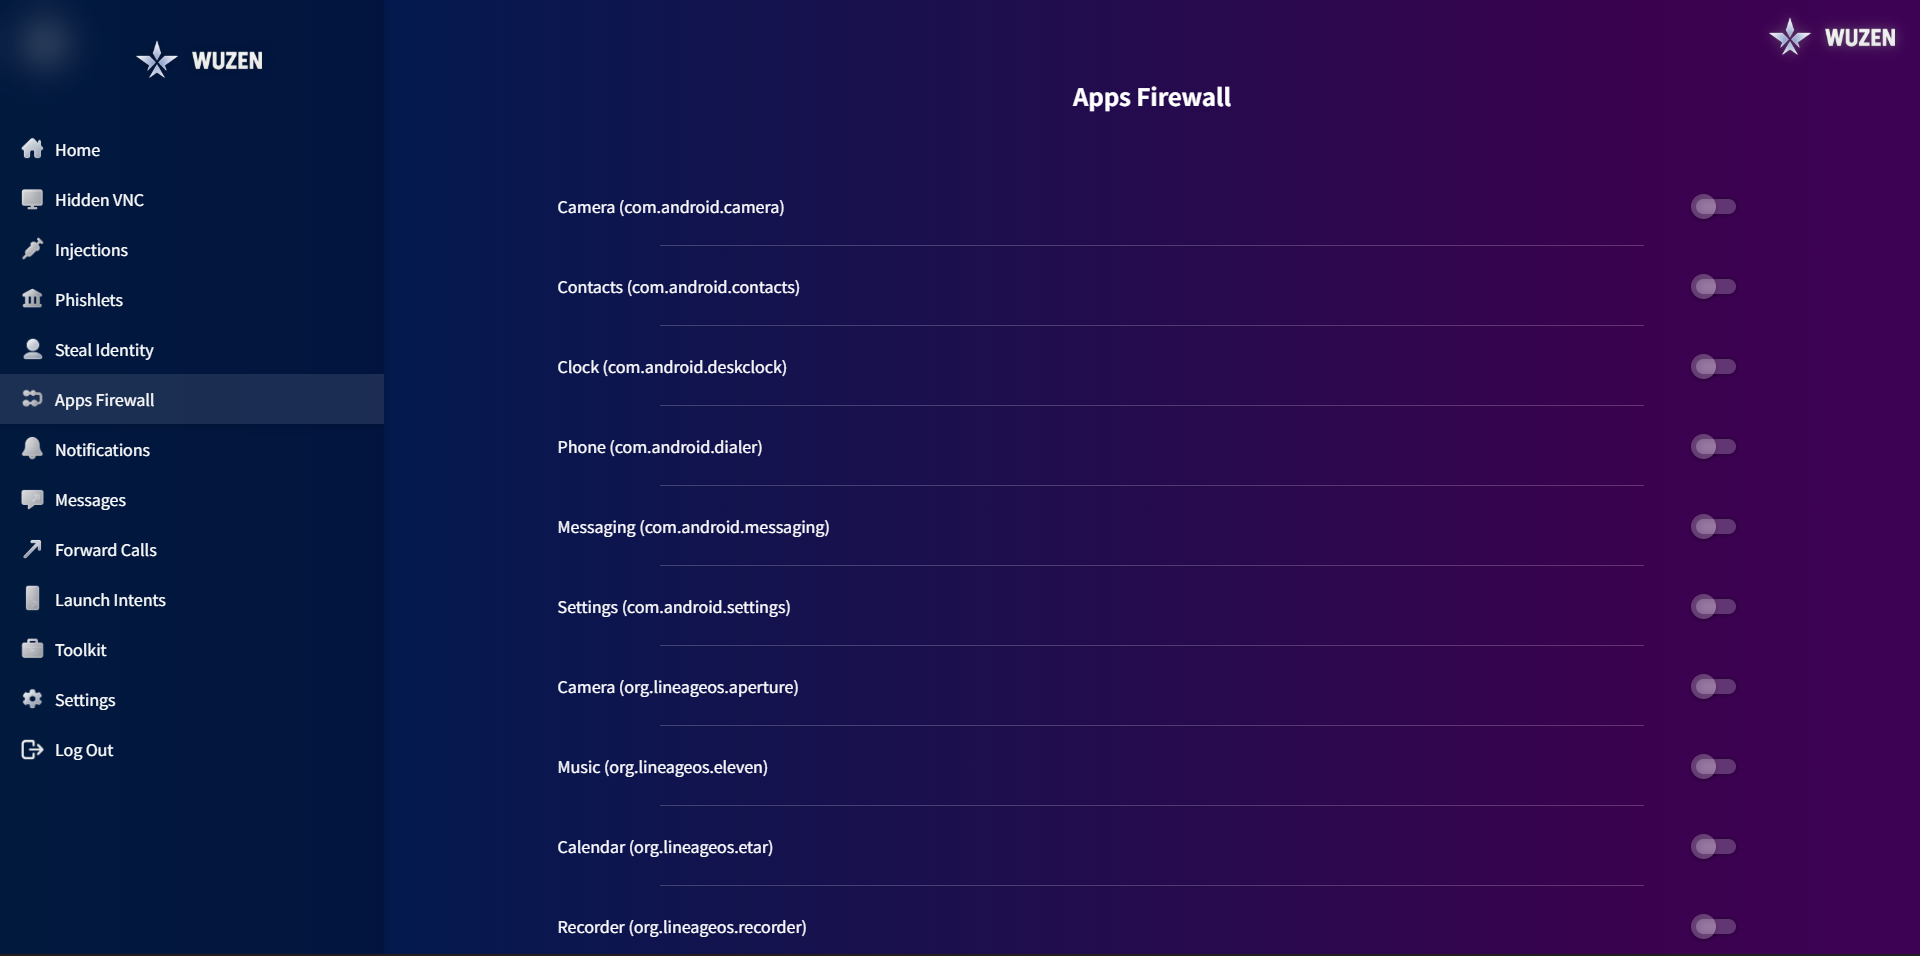 WUZEN
Home
Hidden VNC
Injections
Phishlets
Steal Identity
Apps Firewall
Notifications
Messages
Forward Calls
Launch Intents
Toolkit
Settings
Log Out
WUZEN
Apps Firewall
Camera (com.android.camera)
Contacts (com.android.contacts)
Clock (com.android.deskclock)
Phone (com.android.dialer)
Messaging (com.android.messaging)
Settings (com.android.settings)
Camera (org.lineageos.aperture)
Music (org.lineageos.eleven)
Calendar (org.lineageos.etar)
Recorder (org.lineageos.recorder)